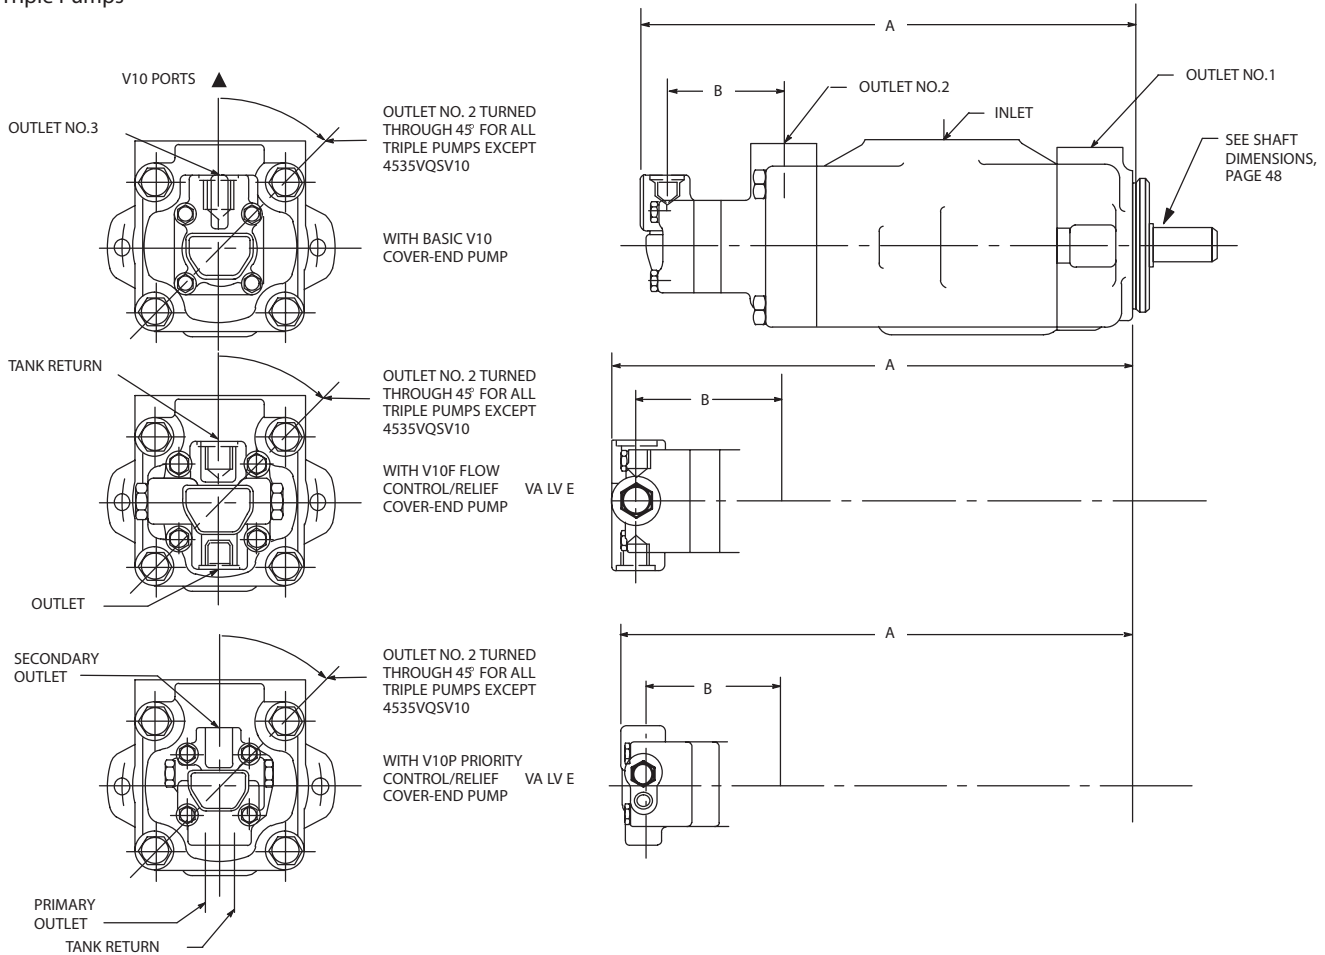 Triple Pumps
A
V10 PORTS ▲
B
OUTLET NO.2
OUTLET NO.1
OUTLET NO.3
OUTLET NO. 2 TURNED
THROUGH 45° FOR ALL
TRIPLE PUMPS EXCEPT
4535VQSV10
INLET
SEE SHAFT
DIMENSIONS,
PAGE 48
WITH BASIC V10
COVER-END PUMP
TANK RETURN
A
OUTLET NO. 2 TURNED
THROUGH 45° FOR ALL
TRIPLE PUMPS EXCEPT
4535VQSV10
B
WITH V10F FLOW
CONTROL/RELIEF VA LV E
COVER-END PUMP
OUTLET
A
SECONDARY
OUTLET
OUTLET NO. 2 TURNED
THROUGH 45° FOR ALL
TRIPLE PUMPS EXCEPT
4535VQSV10
B
WITH V10P PRIORITY
CONTROL/RELIEF VA LV E
COVER-END PUMP
PRIMARY
OUTLET
TANK RETURN